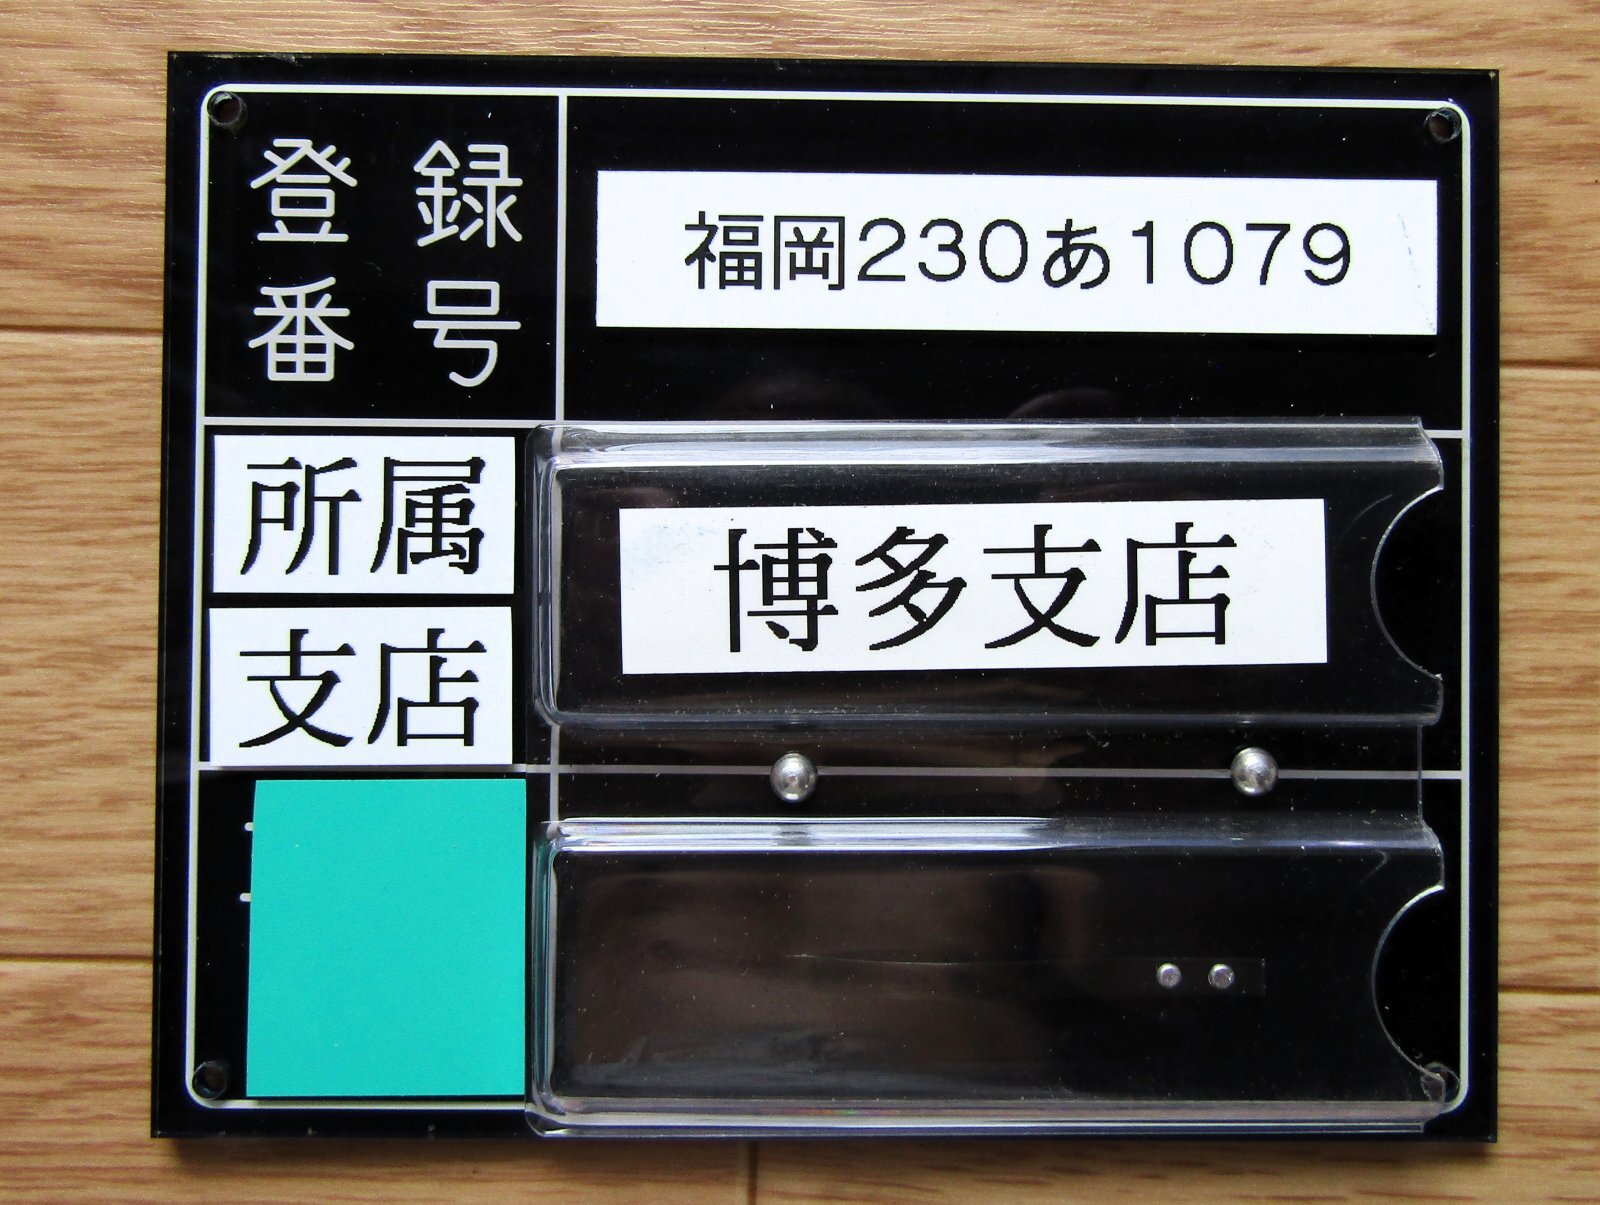 登録
番号
福岡230あ1079
所属
支店
博多支店